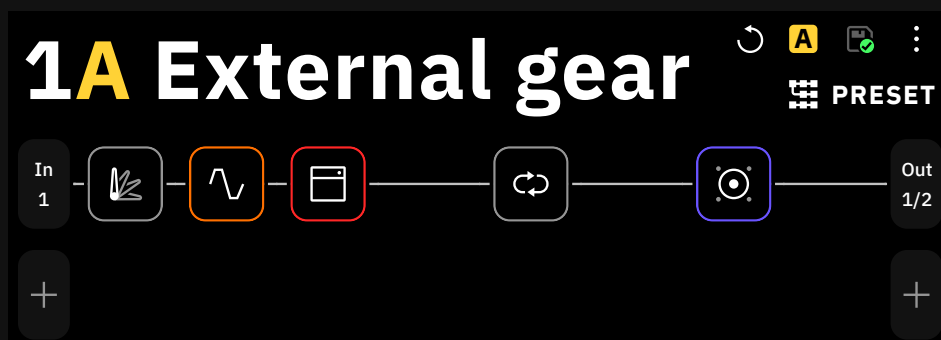 1A External gear
A
PRESET
In
1
Out
1/2